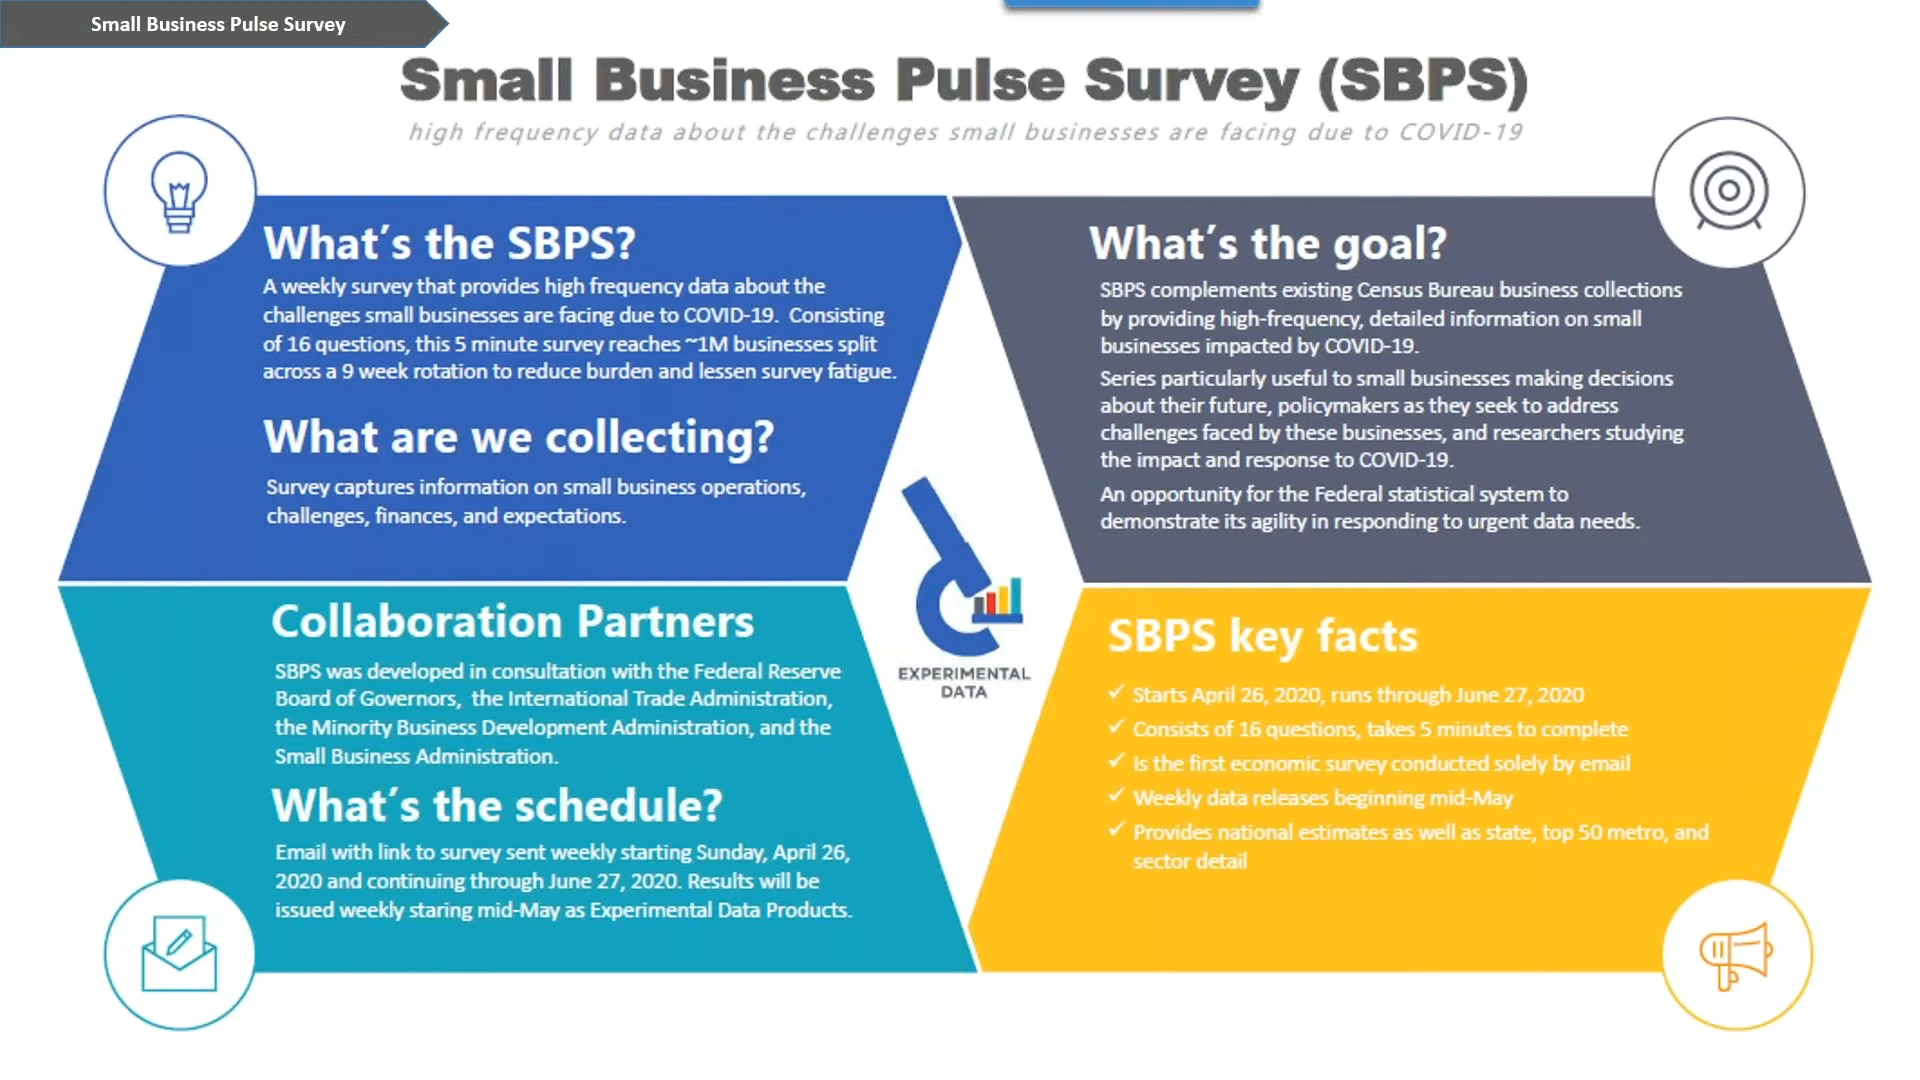 Small Business Pulse Survey
Small Business Pulse Survey (SBPS)
high frequency data about the challenges small businesses are facing due to COVID-19
What's the SBPS?
A weekly survey that provides high frequency data about the
challenges small businesses are facing due to COVID-19. Consisting
of 16 questions, this 5 minute survey reaches ~1M businesses split
across a 9 week rotation to reduce burden and lessen survey fatigue.
What are we collecting?
Survey captures information on small business operations,
challenges, finances, and expectations.
What's the goal?
SBPS complements existing Census Bureau business collections
by providing high-frequency, detailed information on small
businesses impacted by COVID-19.
Series particularly useful to small businesses making decisions
about their future, policymakers as they seek to address
challenges faced by these businesses, and researchers studying
the impact and response to COVID-19.
An opportunity for the Federal statistical system to
demonstrate its agility in responding to urgent data needs.
EXPERIMENTAL
DATA
Collaboration Partners
SBPS was developed in consultation with the Federal Reserve
Board of Governors, the International Trade Administration,
the Minority Business Development Administration, and the
Small Business Administration.
What's the schedule?
Email with link to survey sent weekly starting Sunday, April 26,
2020 and continuing through June 27, 2020. Results will be
issued weekly staring mid-May as Experimental Data Products.
SBPS key facts
✓ Starts April 26, 2020, runs through June 27, 2020
✓ Consists of 16 questions, takes 5 minutes to complete
✓ Is the first economic survey conducted solely by email
✓ Weekly data releases beginning mid-May
✓ Provides national estimates as well as state, top 50 metro, and
sector detail